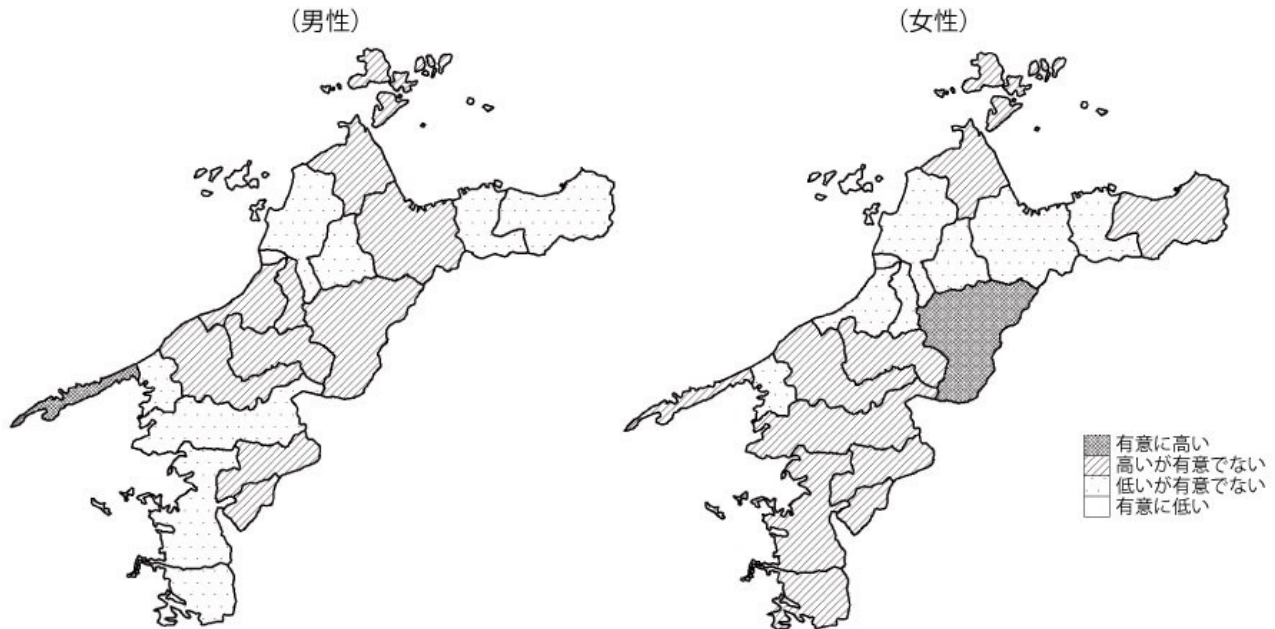 (男性)
(女性)
有意に高い
高いが有意でない
低いが有意でない
有意に低い